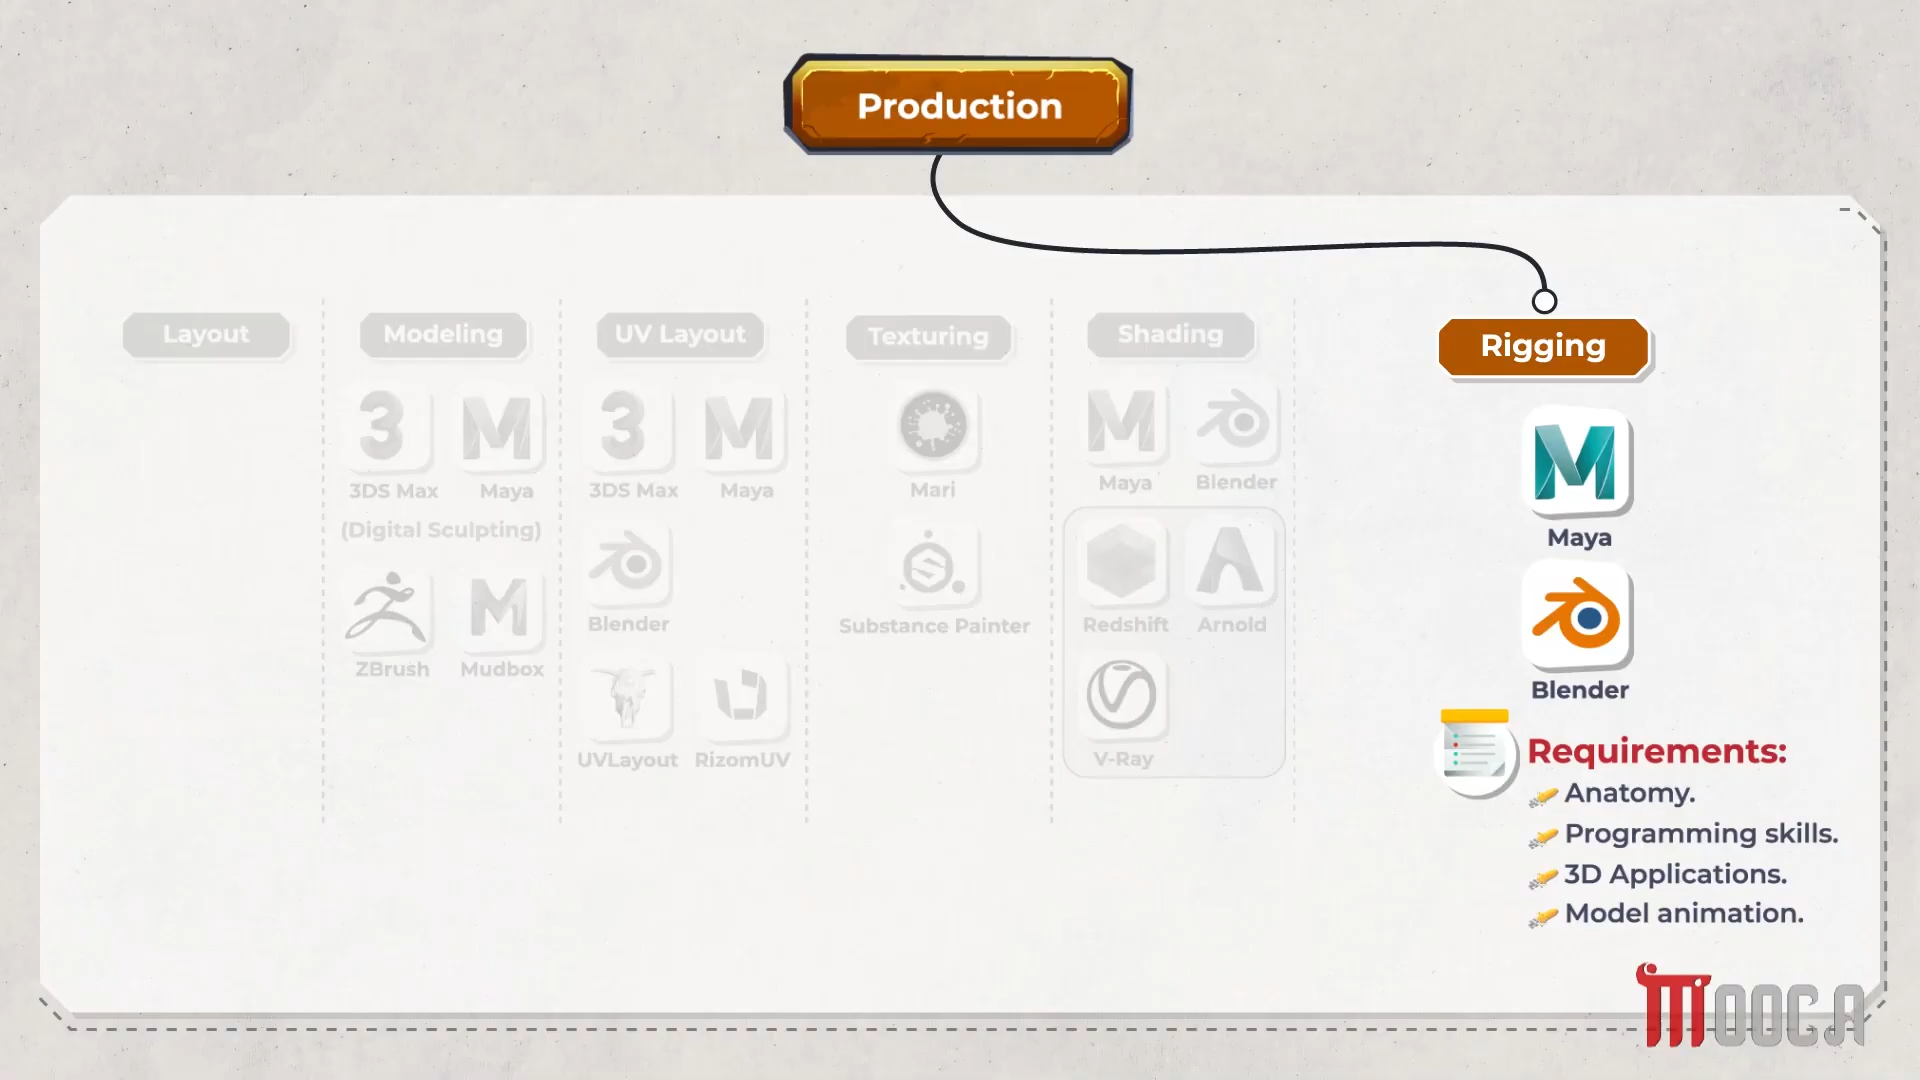 Production
Layout
Modeling
3DS Max
Maya
(Digital Sculpting)
ZBrush
Mudbox
UV Layout
3DS Max
Maya
Blender
UVLayout
RizomUV
Texturing
Mari
Substance Painter
Shading
Maya
Blender
Redshift
Arnold
V-Ray
Rigging
Maya
Blender
Requirements:
Anatomy.
Programming skills.
3D Applications.
Model animation.
MOOCA